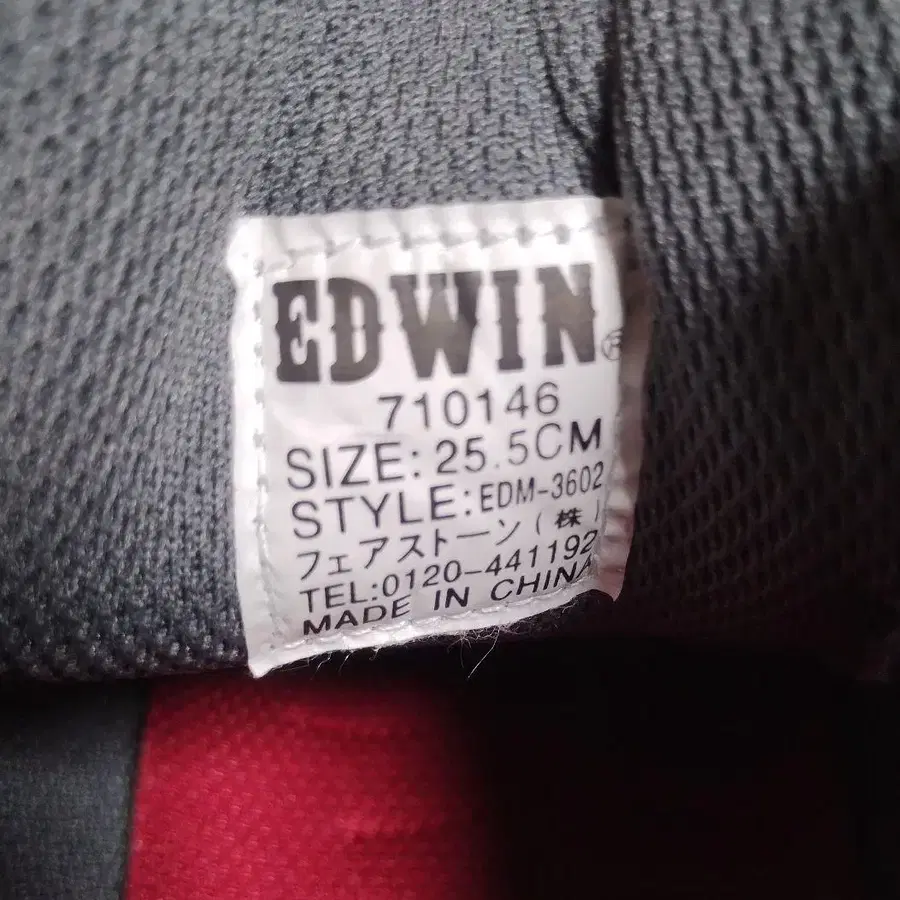 EDWIN®
710146
SIZE: 25.5CM
STYLE: EDM-3602
フェアストーン(株)
TEL:0120-441192
MADE IN CHINA